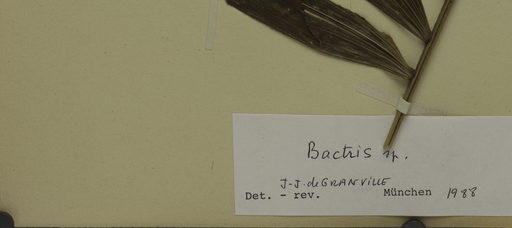 Bactris sp.
J-J. de GRANVILLE
Det. - rev. München 1988